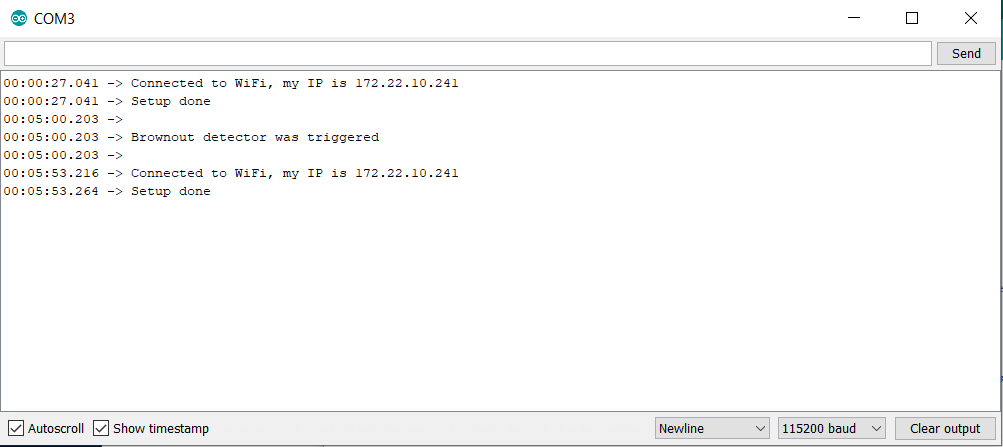 COM3
Send
00:00:27.041 -> Connected to WiFi, my IP is 172.22.10.241
00:00:27.041 -> Setup done
00:05:00.203 ->
00:05:00.203 -> Brownout detector was triggered
00:05:00.203 ->
00:05:53.216 -> Connected to WiFi, my IP is 172.22.10.241
00:05:53.264 -> Setup done
Autoscroll Show timestamp Newline 115200 baud Clear output